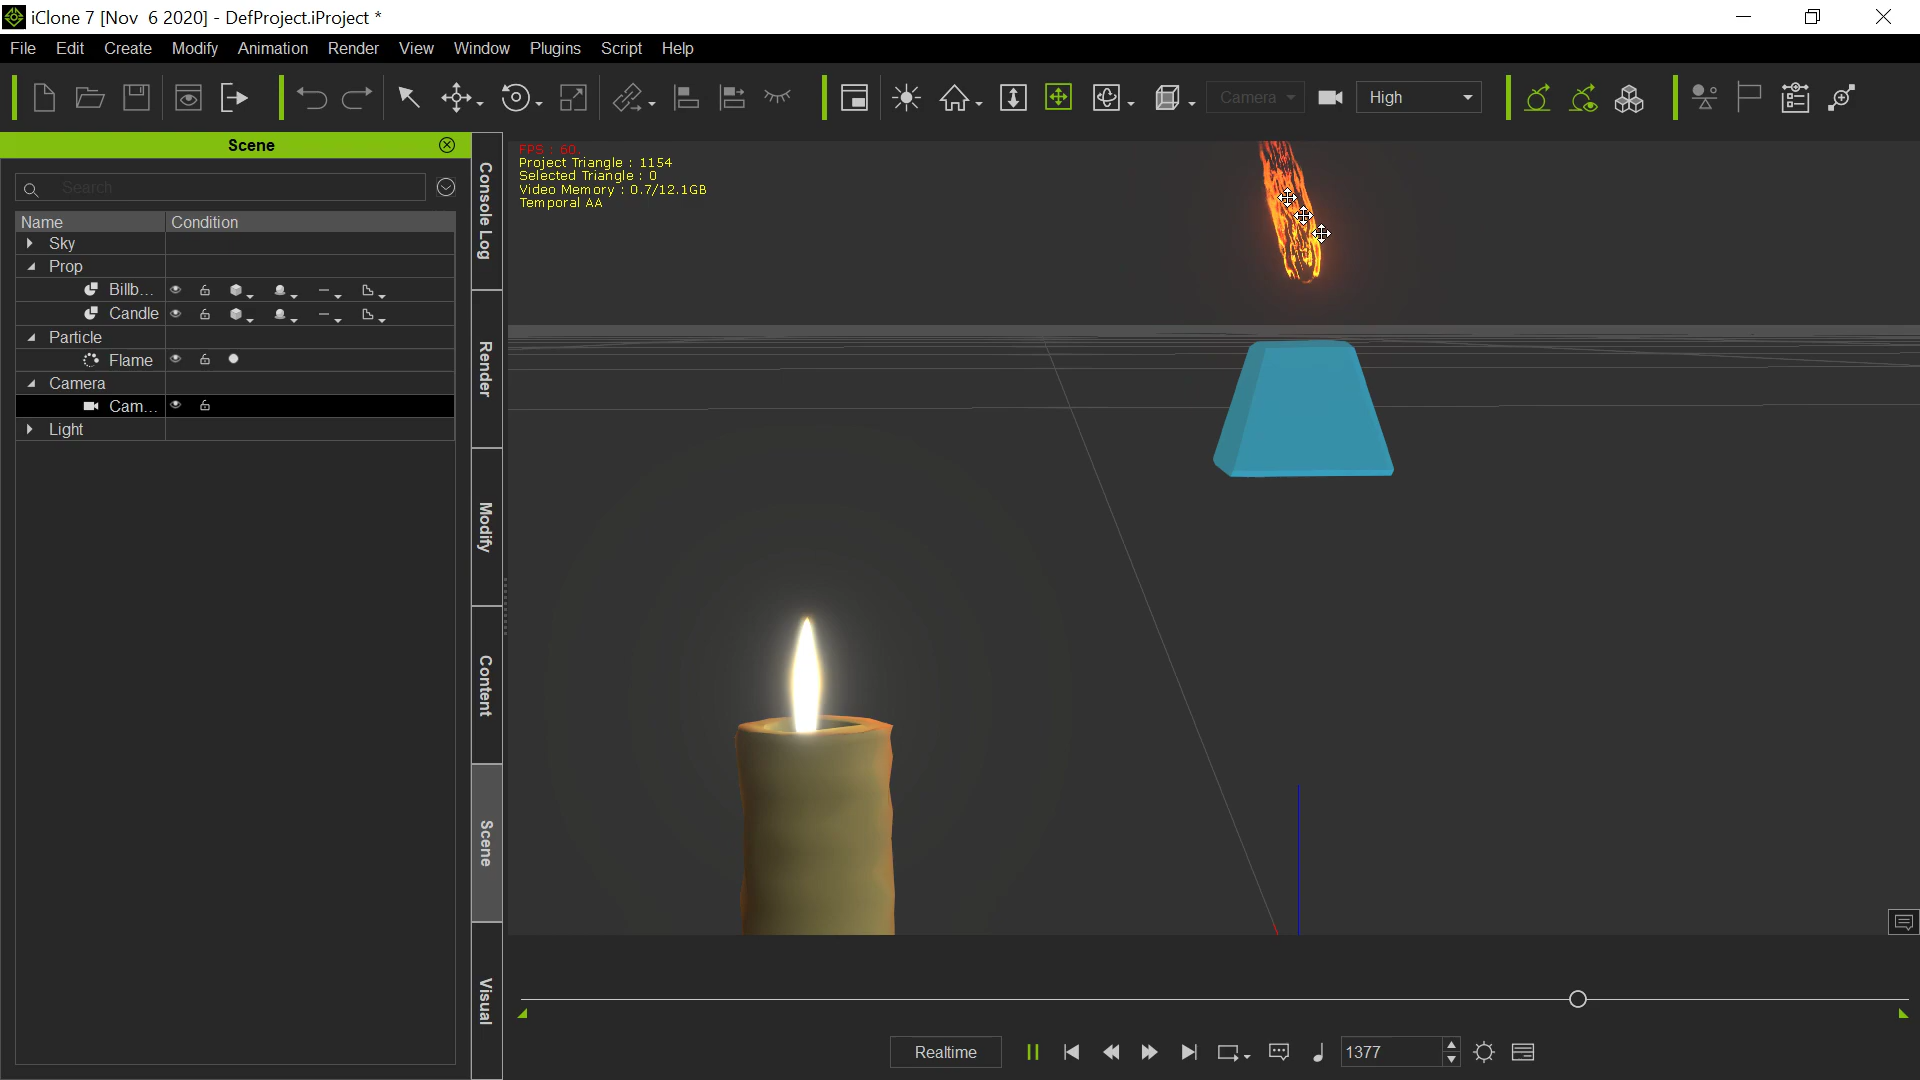 iClone 7 [Nov  6 2020] - DefProject.iProject *
File Edit Create Modify Animation Render View Window Plugins Script Help
Camera High
Scene
Search
Name Condition
Sky
Prop
Billb...
Candle
Particle
Flame
Camera
Cam...
Light
Console Log
Render
Modify
Content
Scene
Visual
FPS : 60.
Project Triangle : 1154
Selected Triangle : 0
Video Memory : 0.7/12.1GB
Temporal AA
Realtime 1377